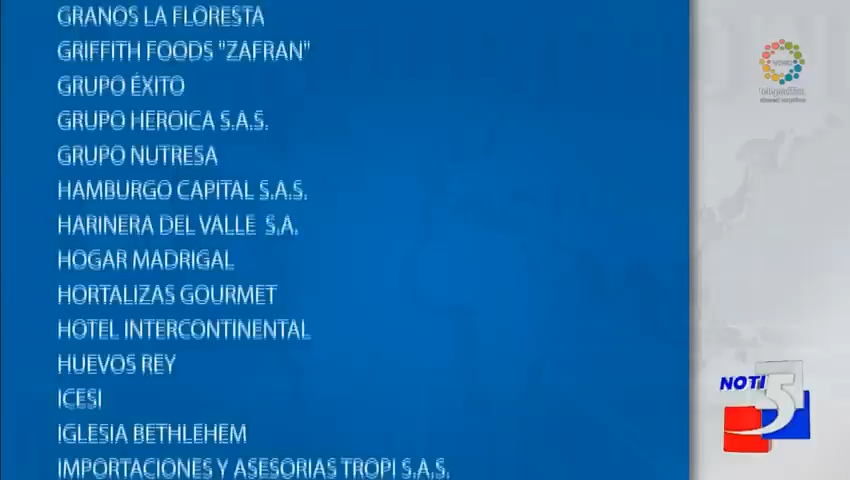 GRANOS LA FLORESTA
GRIFFITH FOODS "ZAFRAN"
GRUPO ÉXITO
GRUPO HEROICA S.A.S.
GRUPO NUTRESA
HAMBURGO CAPITAL S.A.S.
HARINERA DEL VALLE S.A.
HOGAR MADRIGAL
HORTALIZAS GOURMET
HOTEL INTERCONTINENTAL
HUEVOS REY
ICESI
IGLESIA BETHLEHEM
IMPORTACIONES Y ASESORIAS TROPI S.A.S.
telepacífico
NOTI 5